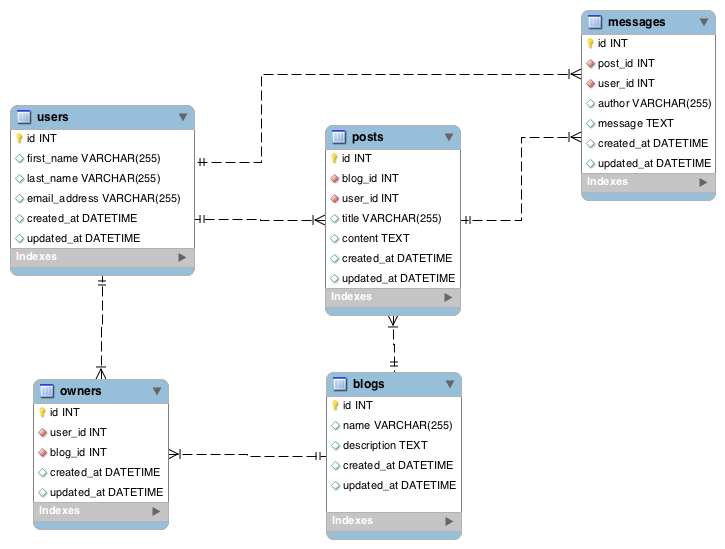 messages
id INT
post_id INT
user_id INT
author VARCHAR(255)
message TEXT
created_at DATETIME
updated_at DATETIME
Indexes
users
id INT
first_name VARCHAR(255)
last_name VARCHAR(255)
email_address VARCHAR(255)
created_at DATETIME
updated_at DATETIME
Indexes
posts
id INT
blog_id INT
user_id INT
title VARCHAR(255)
content TEXT
created_at DATETIME
updated_at DATETIME
Indexes
owners
id INT
user_id INT
blog_id INT
created_at DATETIME
updated_at DATETIME
Indexes
blogs
id INT
name VARCHAR(255)
description TEXT
created_at DATETIME
updated_at DATETIME
Indexes